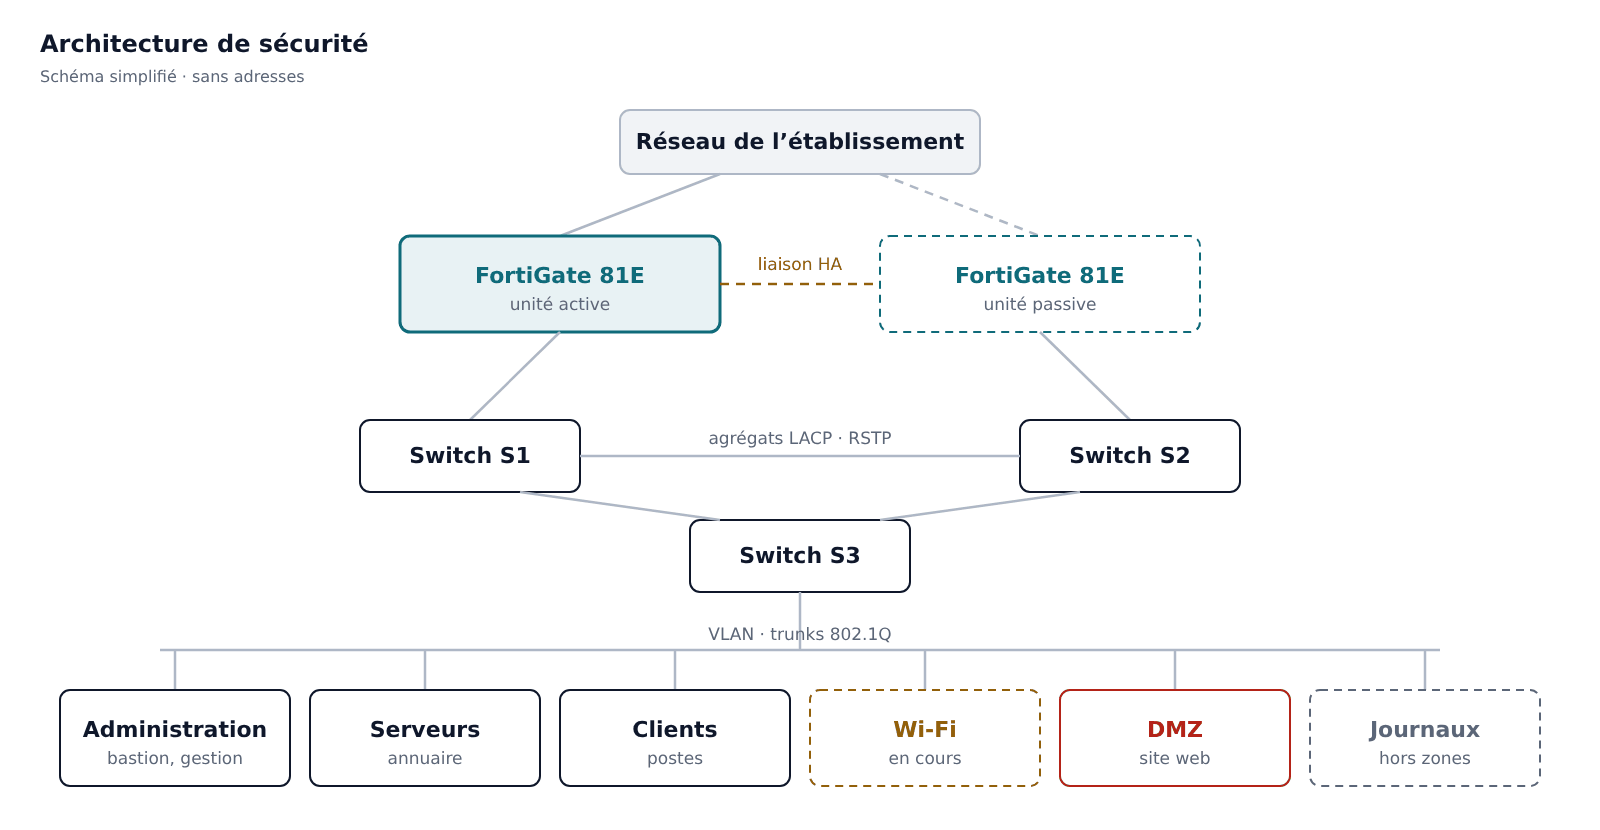 Architecture de sécurité
Schéma simplifié · sans adresses
Réseau de l’établissement
FortiGate 81E
unité active
liaison HA
FortiGate 81E
unité passive
Switch S1
agrégats LACP · RSTP
Switch S2
Switch S3
VLAN · trunks 802.1Q
Administration
bastion, gestion
Serveurs
annuaire
Clients
postes
Wi-Fi
en cours
DMZ
site web
Journaux
hors zones